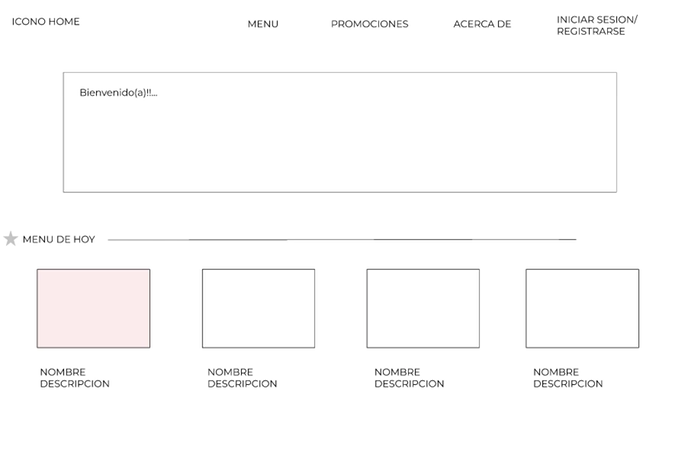 ICONO HOME
MENU
PROMOCIONES
ACERCA DE
INICIAR SESION/
REGISTRARSE
Bienvenido(a)!!...
MENU DE HOY
NOMBRE
DESCRIPCION
NOMBRE
DESCRIPCION
NOMBRE
DESCRIPCION
NOMBRE
DESCRIPCION